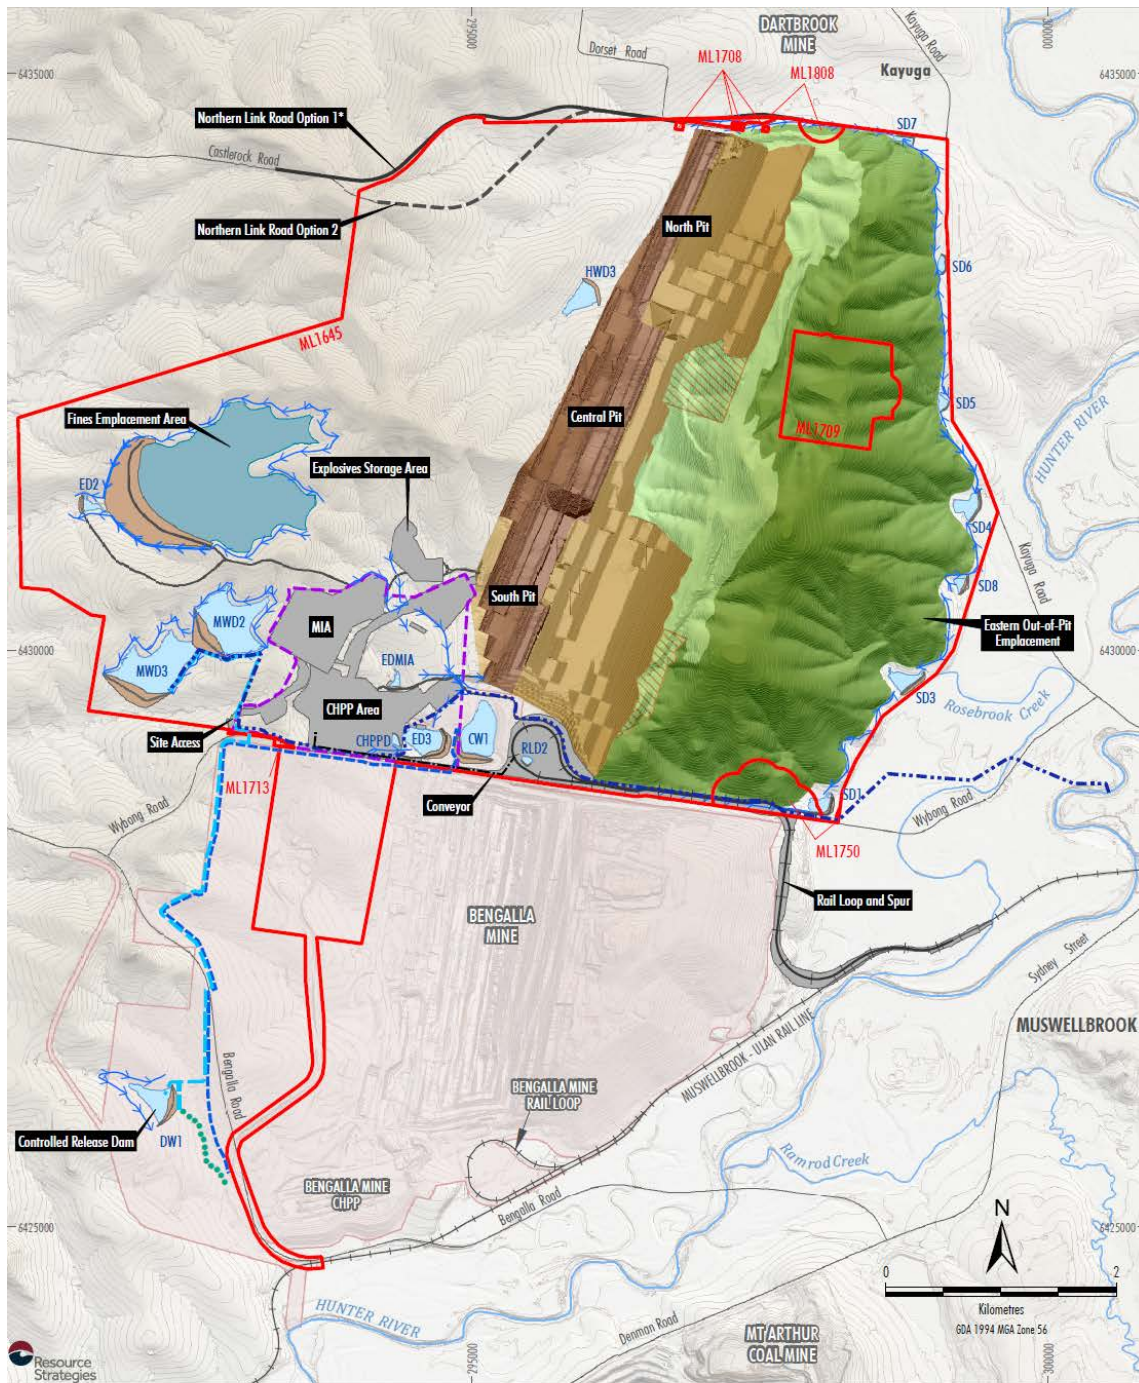 295000
300000
DARTBROOK
MINE
Kayuga Road
Dorset Road
ML1708
ML1808
Kayuga
6435000
6435000
Northern Link Road Option 1*
SD7
Castlerock Road
Northern Link Road Option 2
North Pit
SD6
HWD3
ML1645
Fines Emplacement Area
Central Pit
SD5
ML1709
HUNTER RIVER
Explosives Storage Area
ED2
SD4
Kayuga Road
SD8
South Pit
MWD2
MIA
Eastern Out-of-Pit
Emplacement
6430000
6430000
MWD3
EDMIA
SD3
Rosebrook Creek
CHPP Area
Site Access
CHPPD
ED3
CW1
RLD2
ML1713
Conveyor
SD1
Wybong Road
Wybong Road
ML1750
Rail Loop and Spur
BENGALLA
MINE
Sydney Street
MUSWELLBROOK
MUSWELLBROOK - ULAN RAIL LINE
Bengalla Road
BENGALLA MINE
RAIL LOOP
Controlled Release Dam
DW1
Ramrod Creek
BENGALLA MINE
CHPP
Bengalla Road
N
6425000
6425000
0
2
Kilometres
GDA 1994 MGA Zone 56
HUNTER RIVER
Denman Road
MT ARTHUR
COAL MINE
Resource
Strategies
295000
300000